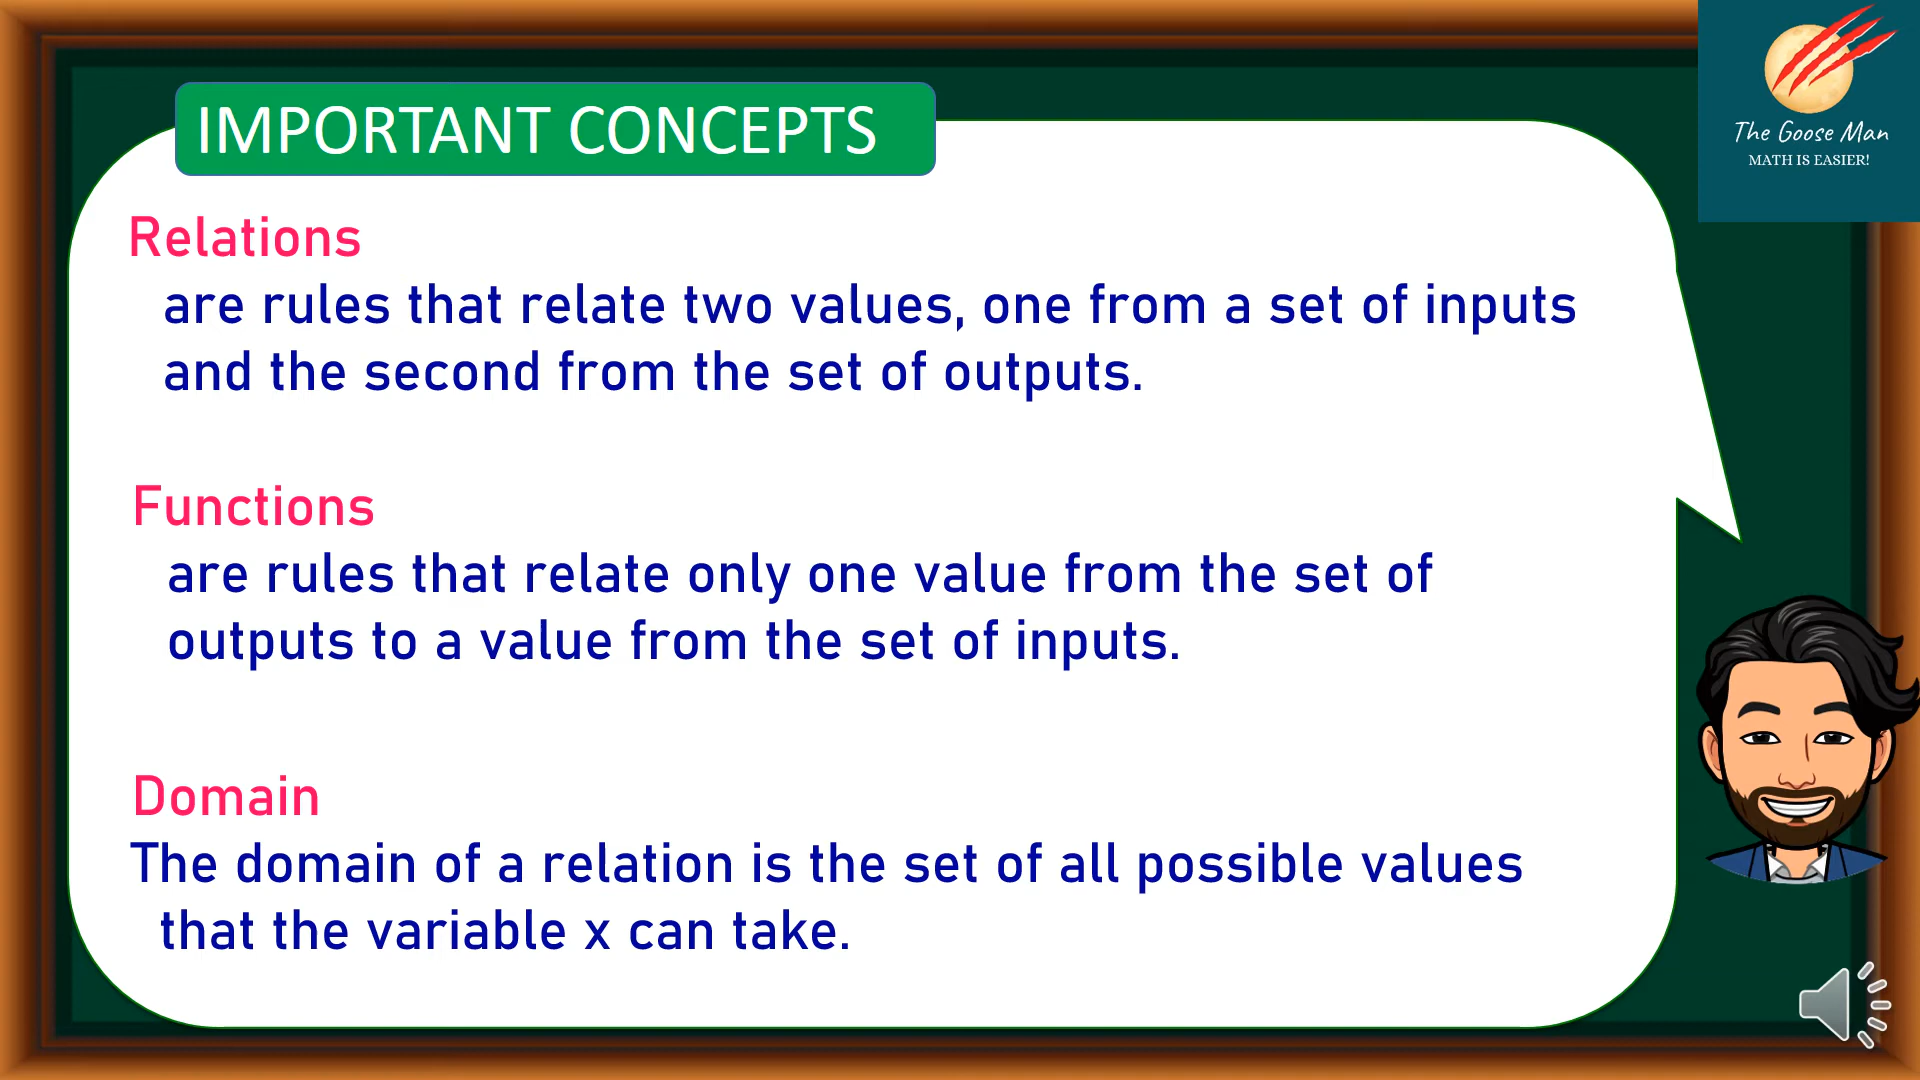 IMPORTANT CONCEPTS
The Goose Man
MATH IS EASIER!
Relations
are rules that relate two values, one from a set of inputs
and the second from the set of outputs.
Functions
are rules that relate only one value from the set of
outputs to a value from the set of inputs.
Domain
The domain of a relation is the set of all possible values
that the variable x can take.